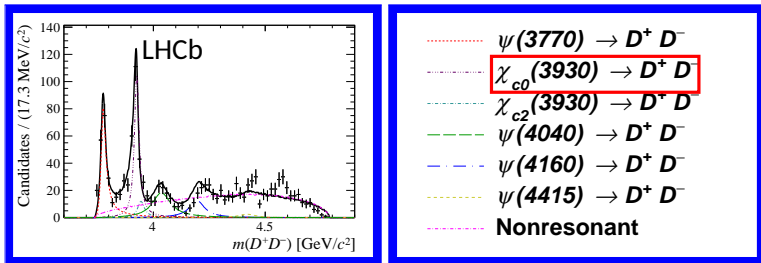 LHCb
Candidates / (17.3 MeV/c²)
140
120
100
80
60
40
20
0
4
4.5
m(D⁺D⁻) [GeV/c²]
ψ(3770) → D⁺ D⁻
χc0(3930) → D⁺ D⁻
χc2(3930) → D⁺ D⁻
ψ(4040) → D⁺ D⁻
ψ(4160) → D⁺ D⁻
ψ(4415) → D⁺ D⁻
Nonresonant